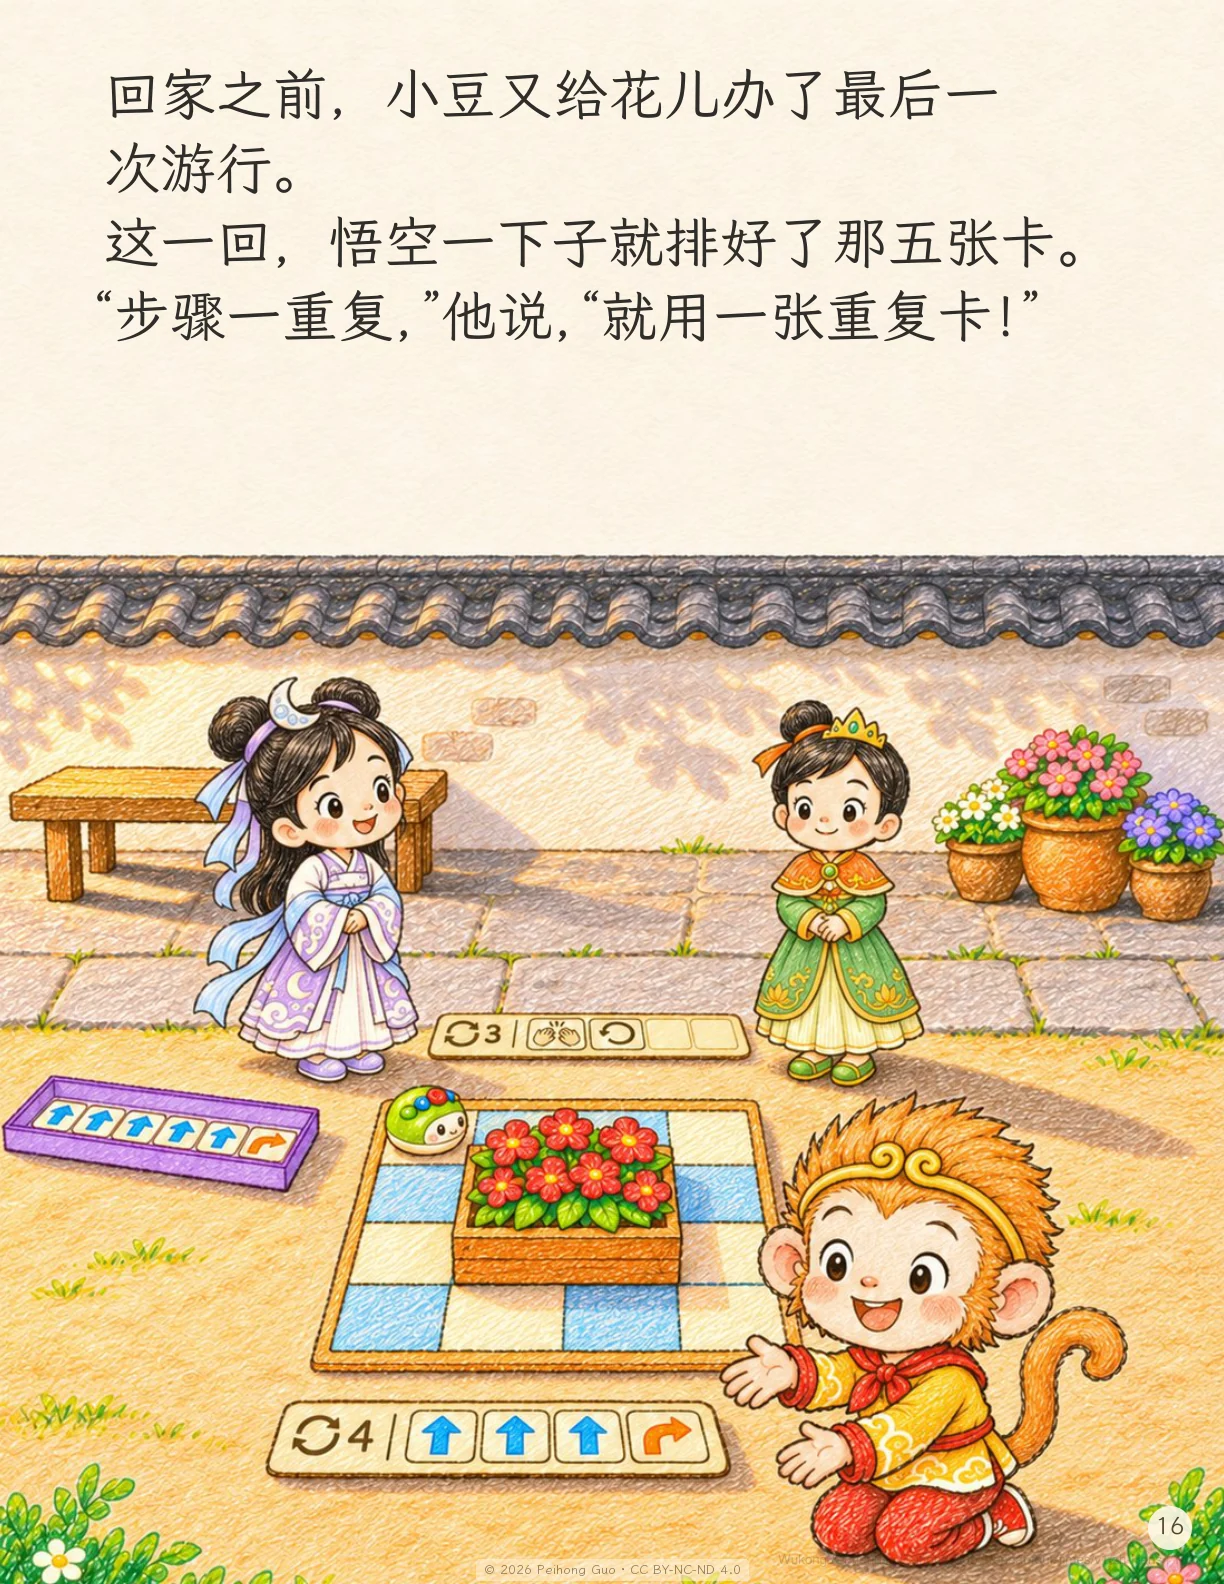 回家之前，小豆又给花儿办了最后一
次游行。
这一回，悟空一下子就排好了那五张卡。
“步骤一重复，”他说，“就用一张重复卡！”
3
4
16
© 2026 Peihong Guo • CC BY-NC-ND 4.0